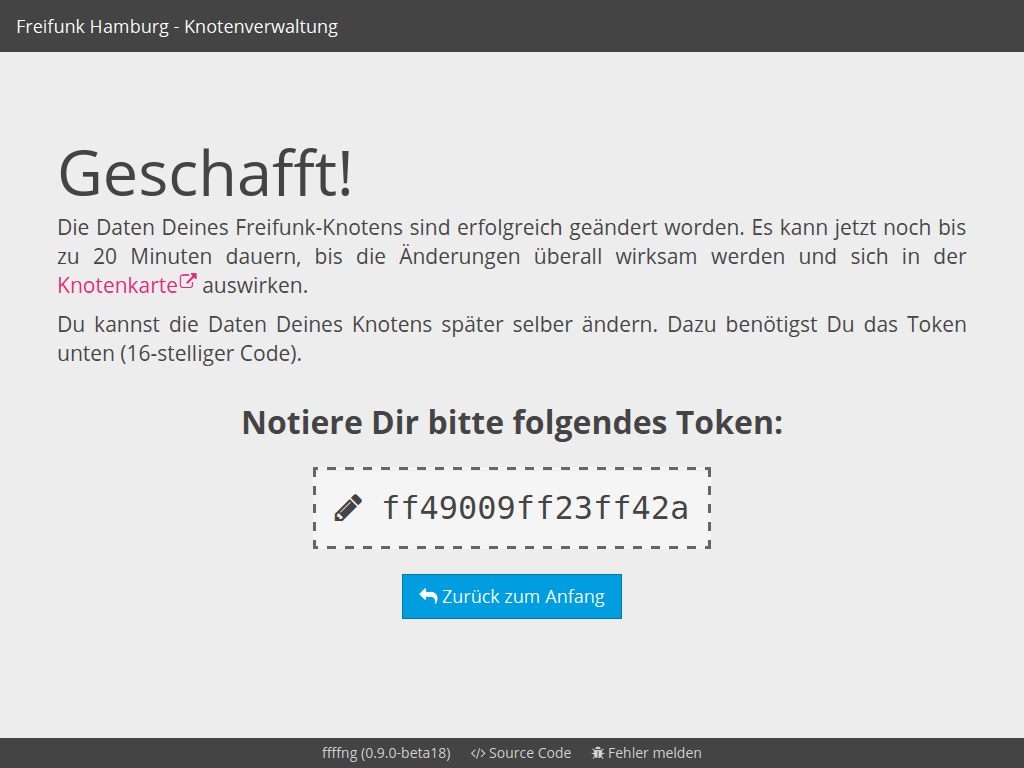 Freifunk Hamburg - Knotenverwaltung
Geschafft!
Die Daten Deines Freifunk-Knotens sind erfolgreich geändert worden. Es kann jetzt noch bis
zu 20 Minuten dauern, bis die Änderungen überall wirksam werden und sich in der
Knotenkarte auswirken.
Du kannst die Daten Deines Knotens später selber ändern. Dazu benötigst Du das Token
unten (16-stelliger Code).
Notiere Dir bitte folgendes Token:
ff49009ff23ff42a
Zurück zum Anfang
ffffng (0.9.0-beta18) </> Source Code Fehler melden